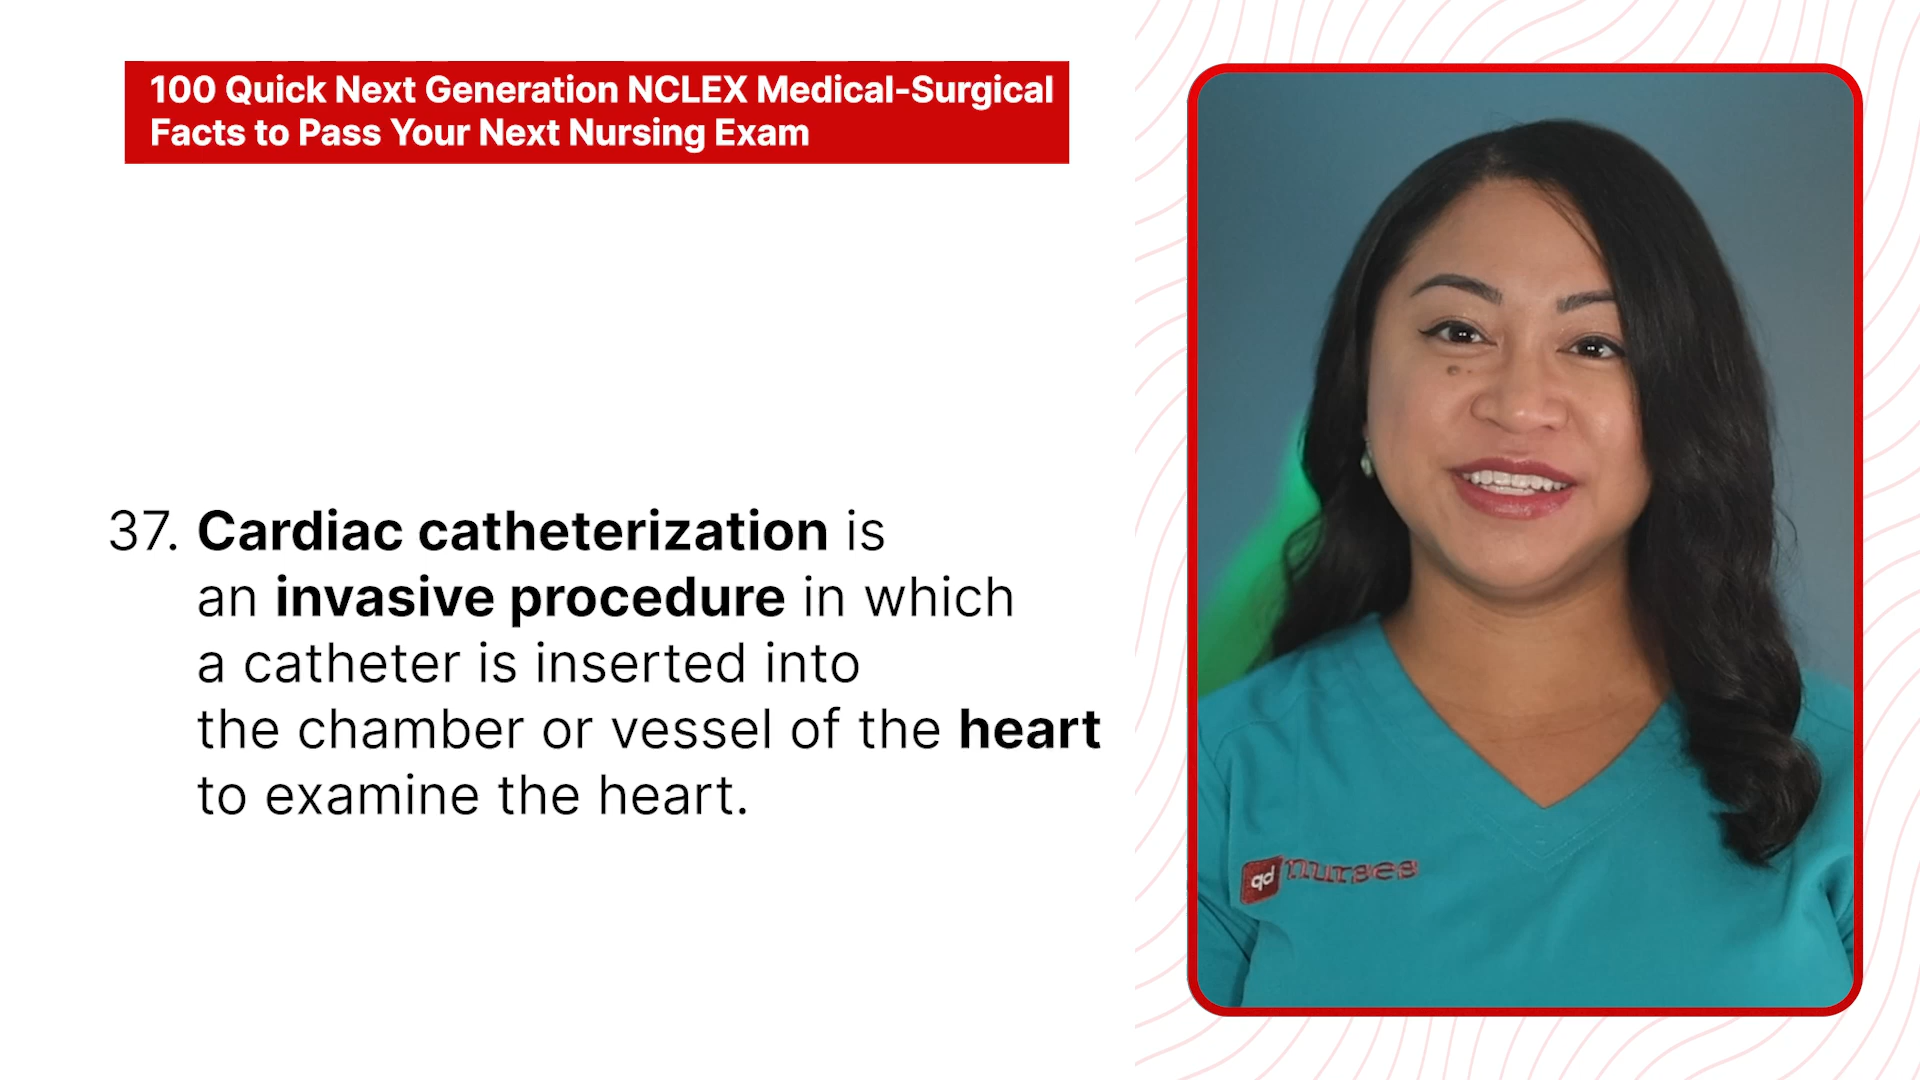 100 Quick Next Generation NCLEX Medical-Surgical
Facts to Pass Your Next Nursing Exam
37. Cardiac catheterization is
an invasive procedure in which
a catheter is inserted into
the chamber or vessel of the heart
to examine the heart.
qd nurses